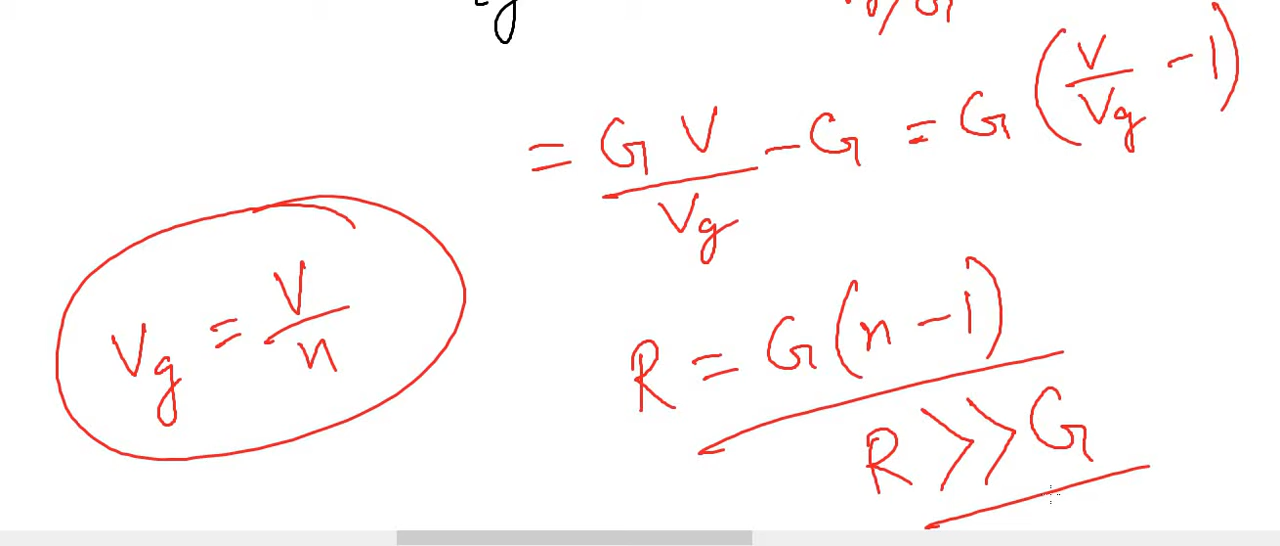 = G V / Vg - G = G (V / Vg - 1)
Vg = V / n
R = G (n - 1)
R >> G